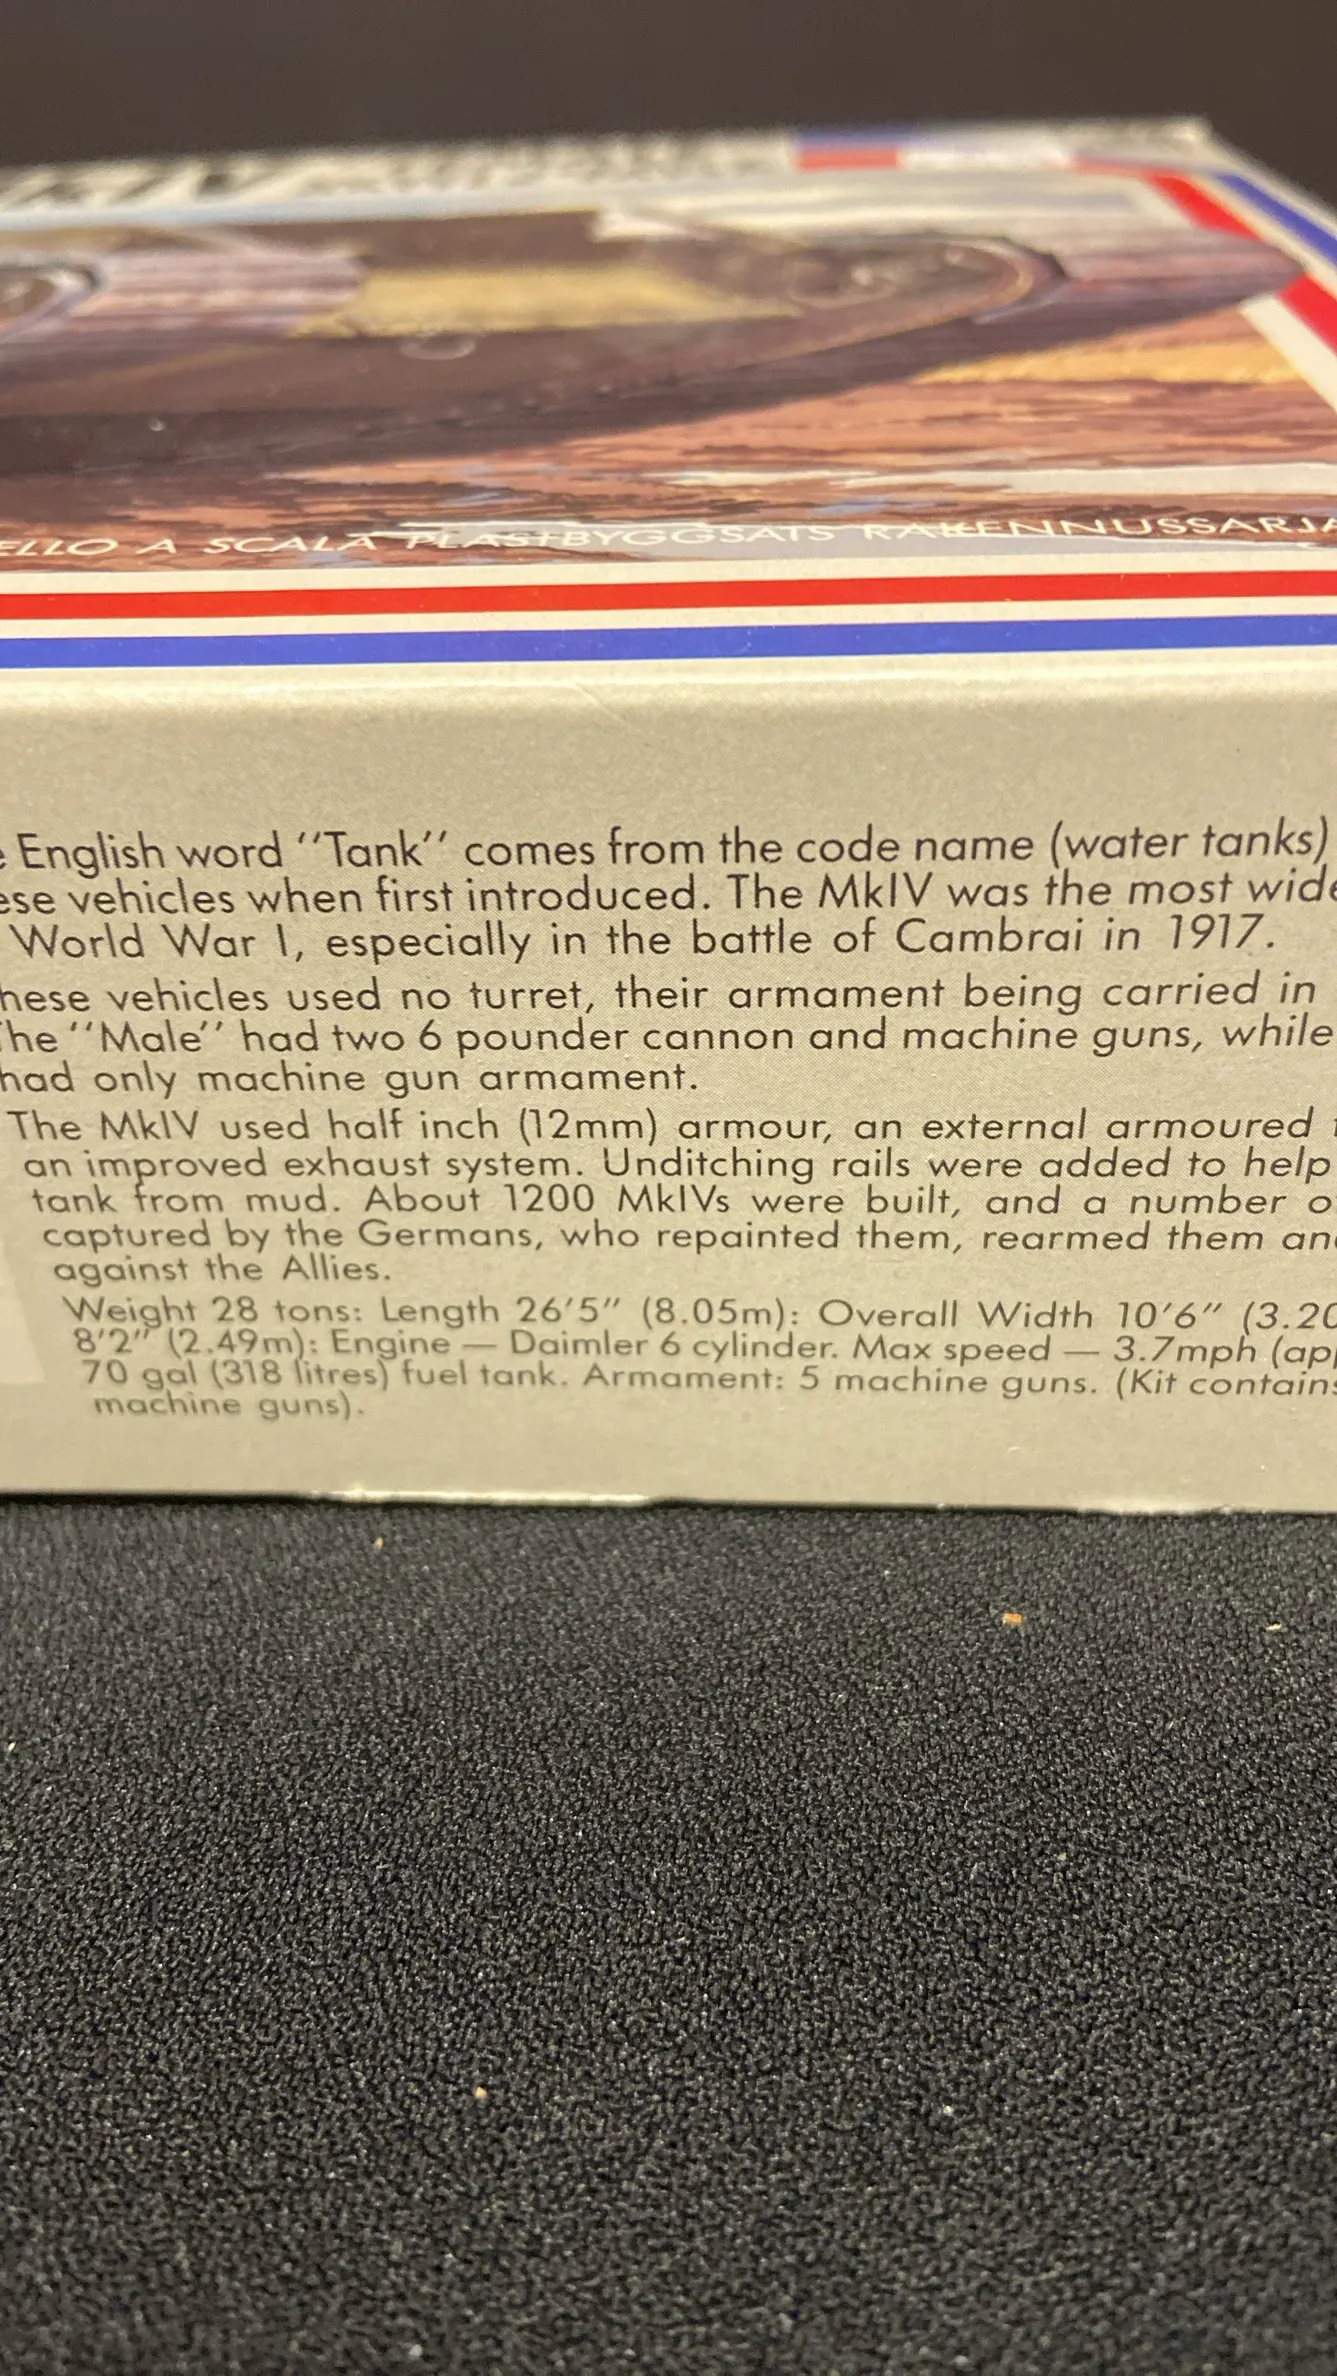 ELLO A SCALA PLASTBYGGSATS RAKENNUSSARJA
English word ''Tank'' comes from the code name (water tanks)
ese vehicles when first introduced. The MkIV was the most wide
World War I, especially in the battle of Cambrai in 1917.
hese vehicles used no turret, their armament being carried in
The ''Male'' had two 6 pounder cannon and machine guns, while
had only machine gun armament.
The MkIV used half inch (12mm) armour, an external armoured
an improved exhaust system. Unditching rails were added to help
tank from mud. About 1200 MkIVs were built, and a number o
captured by the Germans, who repainted them, rearmed them an
against the Allies.
Weight 28 tons: Length 26'5" (8.05m): Overall Width 10'6" (3.20
8'2" (2.49m): Engine — Daimler 6 cylinder. Max speed — 3.7mph (ap
70 gal (318 litres) fuel tank. Armament: 5 machine guns. (Kit contains
machine guns).